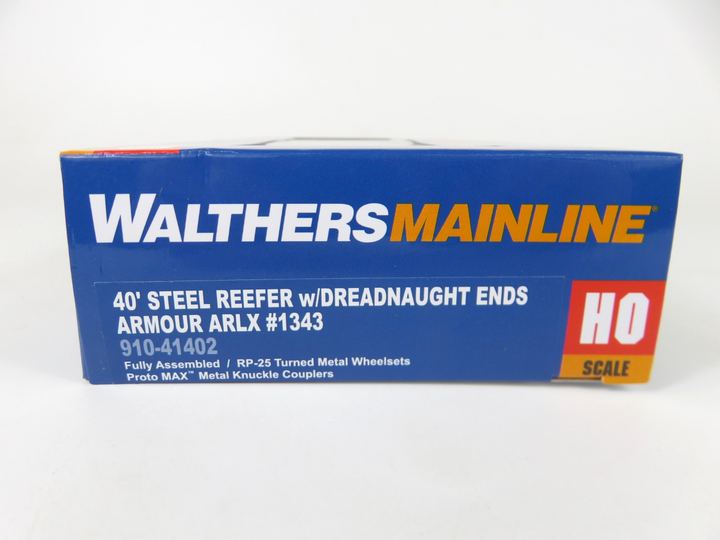 WALTHERSMAINLINE®
40' STEEL REEFER w/DREADNAUGHT ENDS
ARMOUR ARLX #1343
910-41402
Fully Assembled / RP-25 Turned Metal Wheelsets
Proto MAX™ Metal Knuckle Couplers
HO
SCALE